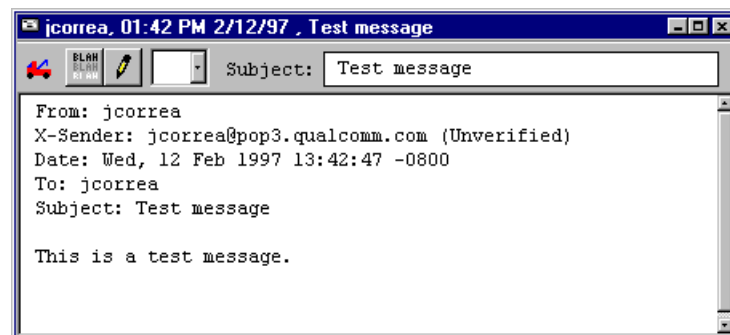 jcorrea, 01:42 PM 2/12/97 , Test message
BLAH
BLAH
BLAH
Subject: Test message
From: jcorrea
X-Sender: jcorrea@pop3.qualcomm.com (Unverified)
Date: Wed, 12 Feb 1997 13:42:47 -0800
To: jcorrea
Subject: Test message
This is a test message.